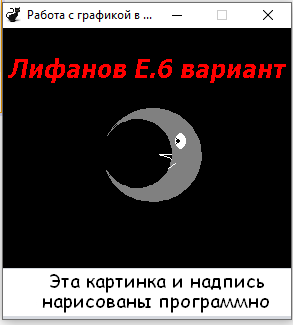 Работа с графикой в ...
Лифанов Е.6 вариант
Эта картинка и надпись
нарисованы программно